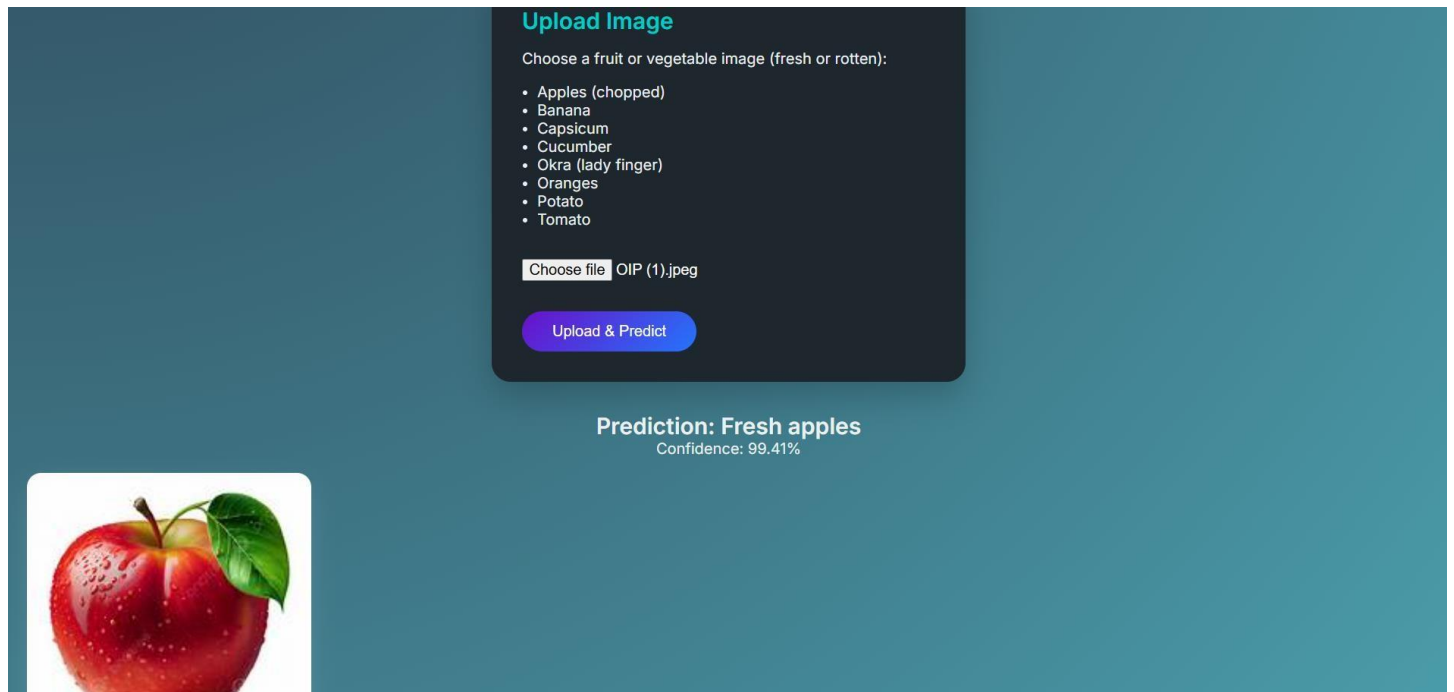 Upload Image
Choose a fruit or vegetable image (fresh or rotten):
• Apples (chopped)
• Banana
• Capsicum
• Cucumber
• Okra (lady finger)
• Oranges
• Potato
• Tomato
Choose file OIP (1).jpeg
Upload & Predict
Prediction: Fresh apples
Confidence: 99.41%